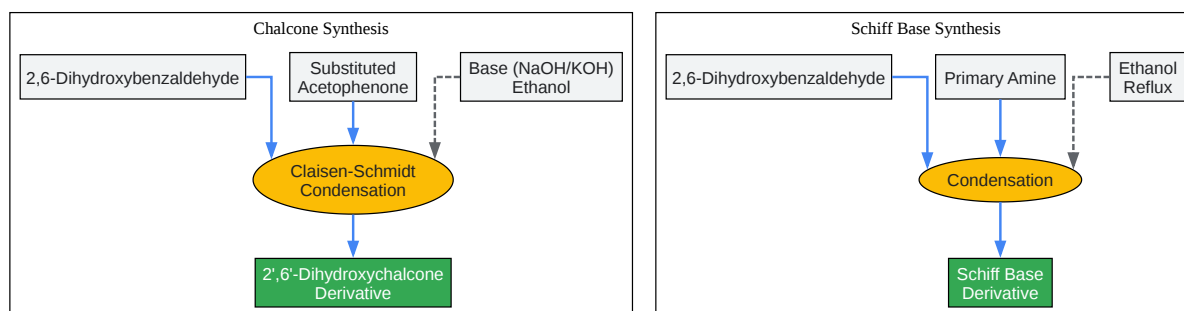 Chalcone Synthesis
2,6-Dihydroxybenzaldehyde
Substituted
Acetophenone
Base (NaOH/KOH)
Ethanol
Claisen-Schmidt
Condensation
2',6'-Dihydroxychalcone
Derivative
Schiff Base Synthesis
2,6-Dihydroxybenzaldehyde
Primary Amine
Ethanol
Reflux
Condensation
Schiff Base
Derivative